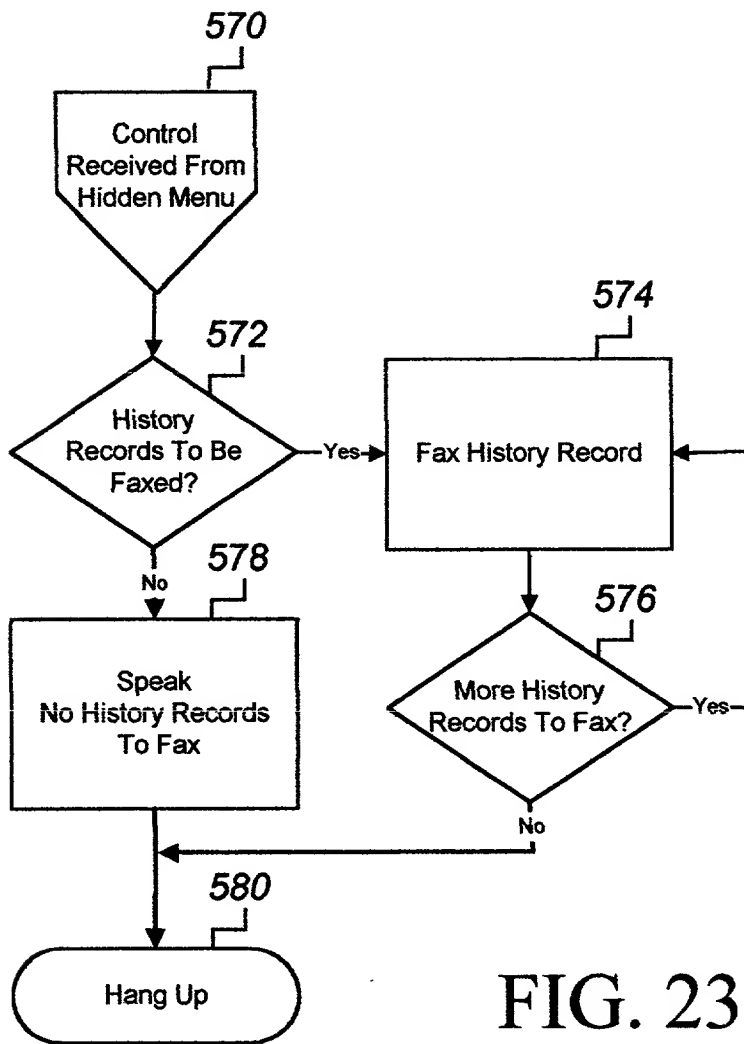 570
Control
Received From
Hidden Menu
572
History
Records To Be
Faxed?
Yes
574
Fax History Record
No
578
Speak
No History Records
To Fax
576
More History
Records To Fax?
Yes
No
580
Hang Up
FIG. 23